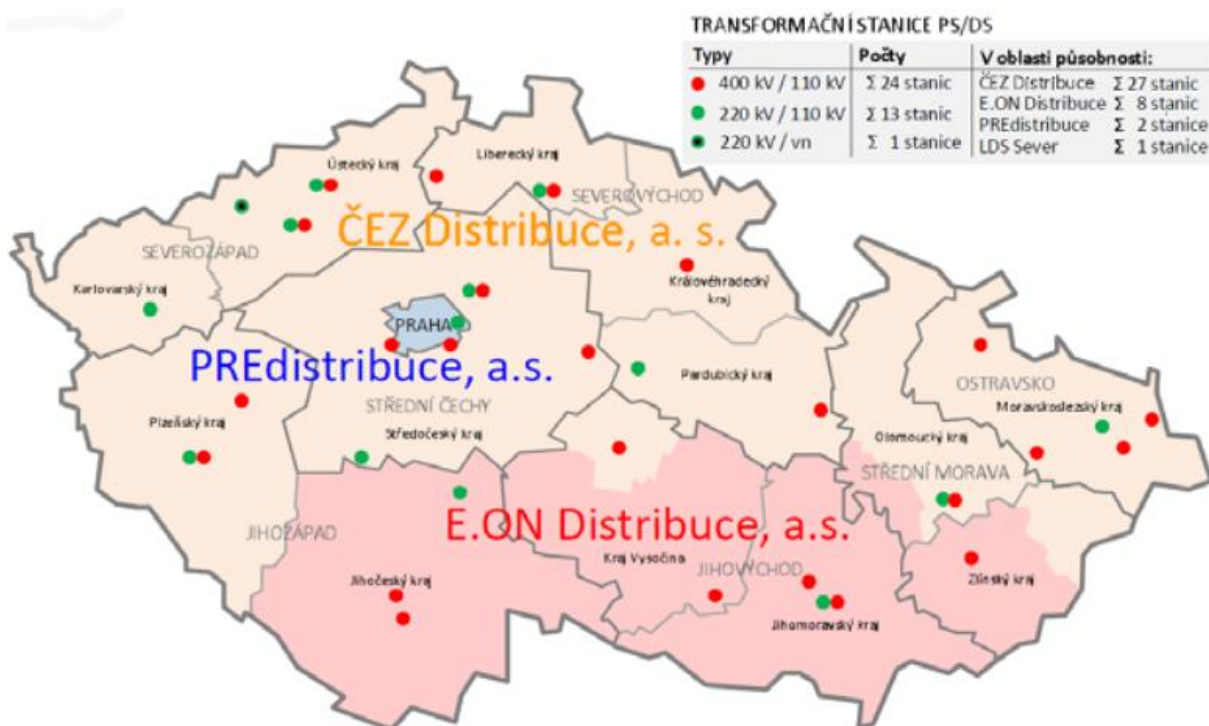 TRANSFORMAČNÍ STANICE PS/DS
Typy Počty V oblasti působnosti:
400 kV / 110 kV Σ 24 stanic ČEZ Distribuce Σ 27 stanic
220 kV / 110 kV Σ 13 stanic E.ON Distribuce Σ 8 stanic
220 kV / vn Σ 1 stanice PREdistribuce Σ 2 stanice
LDS Sever Σ 1 stanice
Liberecký kraj
Ústecký kraj
SEVEROVÝCHOD
ČEZ Distribuce, a. s.
SEVEROZÁPAD
Karlovarský kraj
Královéhradecký
kraj
PRAHA
PREdistribuce, a.s.
Pardubický kraj
OSTRAVSKO
STŘEDNÍ ČECHY
Moravskoslezský kraj
Plzeňský kraj
Středočeský kraj
Olomoucký kraj
STŘEDNÍ MORAVA
JIHOZÁPAD
E.ON Distribuce, a.s.
Kraj Vysočina
JIHOVÝCHOD
Jihočeský kraj
Zlínský kraj
Jihomoravský kraj